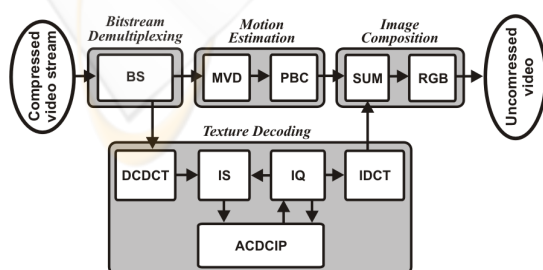 Bitstream
Demultiplexing
Motion
Estimation
Image
Composition
Compressed
video stream
BS
MVD
PBC
SUM
RGB
Uncomressed
video
Texture Decoding
DCDCT
IS
IQ
IDCT
ACDCIP